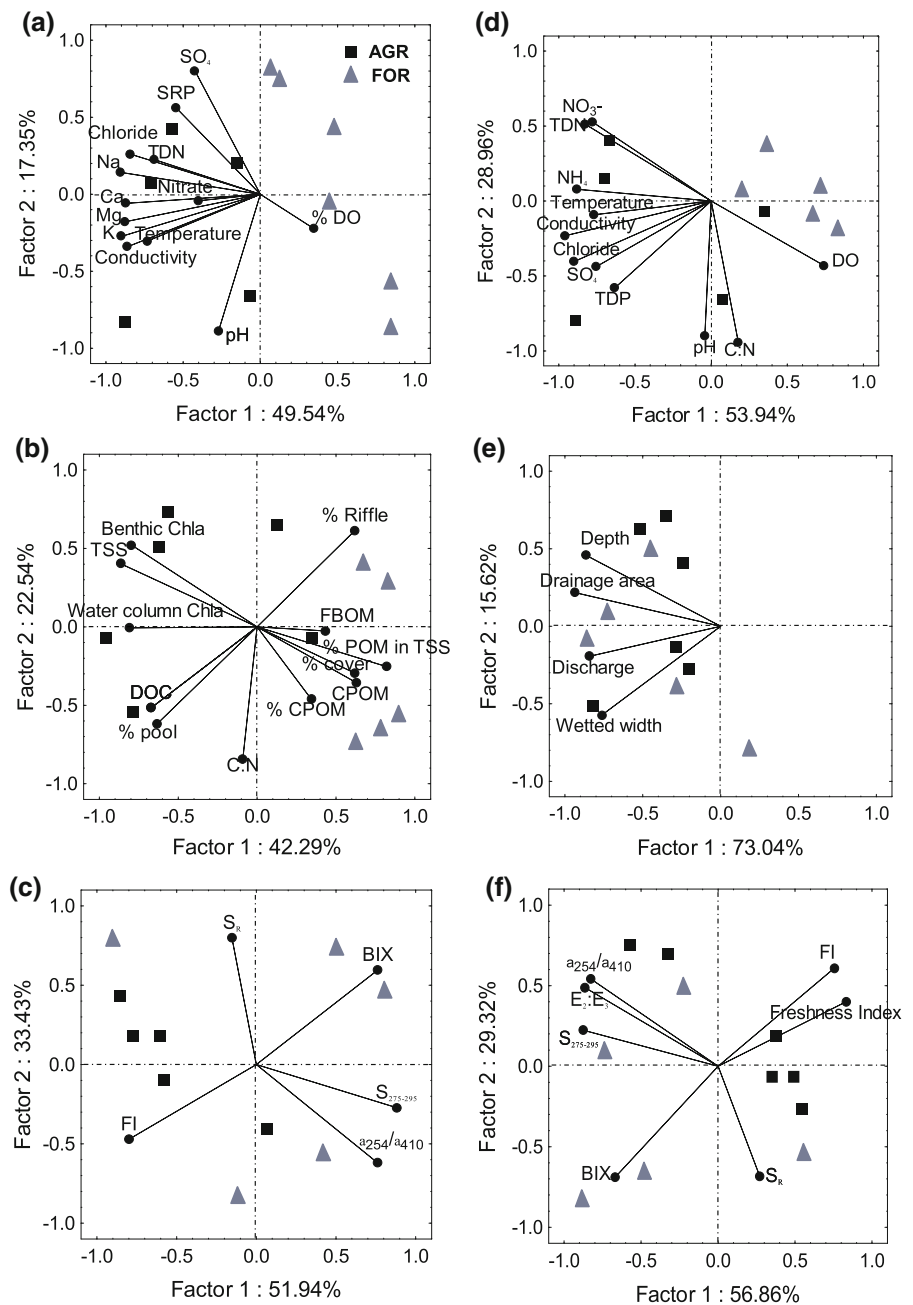 (a)
1.0
0.5
0.0
-0.5
-1.0
Factor 2 : 17.35%
SO₄
AGR
FOR
SRP
Chloride
TDN
Na
Nitrate
Ca
Mg
K
Temperature
Conductivity
% DO
pH
-1.0 -0.5 0.0 0.5 1.0
Factor 1 : 49.54%
(d)
1.0
0.5
0.0
-0.5
-1.0
Factor 2 : 28.96%
NO₃-
TDN
NH₄
Temperature
Conductivity
Chloride
SO₄
TDP
DO
pH
C:N
-1.0 -0.5 0.0 0.5 1.0
Factor 1 : 53.94%
(b)
1.0
0.5
0.0
-0.5
-1.0
Factor 2 : 22.54%
Benthic Chla
% Riffle
TSS
Water column Chla
FBOM
% POM in TSS
% cover
CPOM
% CPOM
DOC
% pool
C:N
-1.0 -0.5 0.0 0.5 1.0
Factor 1 : 42.29%
(e)
1.0
0.5
0.0
-0.5
-1.0
Factor 2 : 15.62%
Depth
Drainage area
Discharge
Wetted width
-1.0 -0.5 0.0 0.5 1.0
Factor 1 : 73.04%
(c)
1.0
0.5
0.0
-0.5
-1.0
Factor 2 : 33.43%
S_R
BIX
S₂₇₅₋₂₉₅
FI
a₂₅₄/a₄₁₀
-1.0 -0.5 0.0 0.5 1.0
Factor 1 : 51.94%
(f)
1.0
0.5
0.0
-0.5
-1.0
Factor 2 : 29.32%
a₂₅₄/a₄₁₀
FI
E₂:E₃
Freshness Index
S₂₇₅₋₂₉₅
BIX
S_R
-1.0 -0.5 0.0 0.5 1.0
Factor 1 : 56.86%